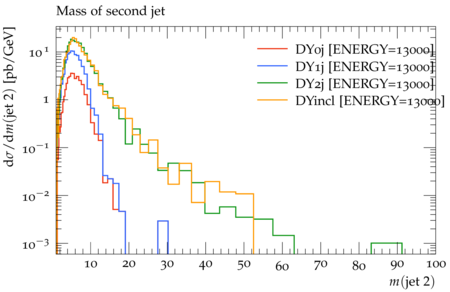 Mass of second jet
dσ/dm(jet 2) [pb/GeV]
DY0j [ENERGY=13000]
DY1j [ENERGY=13000]
DY2j [ENERGY=13000]
DYincl [ENERGY=13000]
10^1
1
10^−1
10^−2
10^−3
10 20 30 40 50 60 70 80 90 100
m(jet 2)